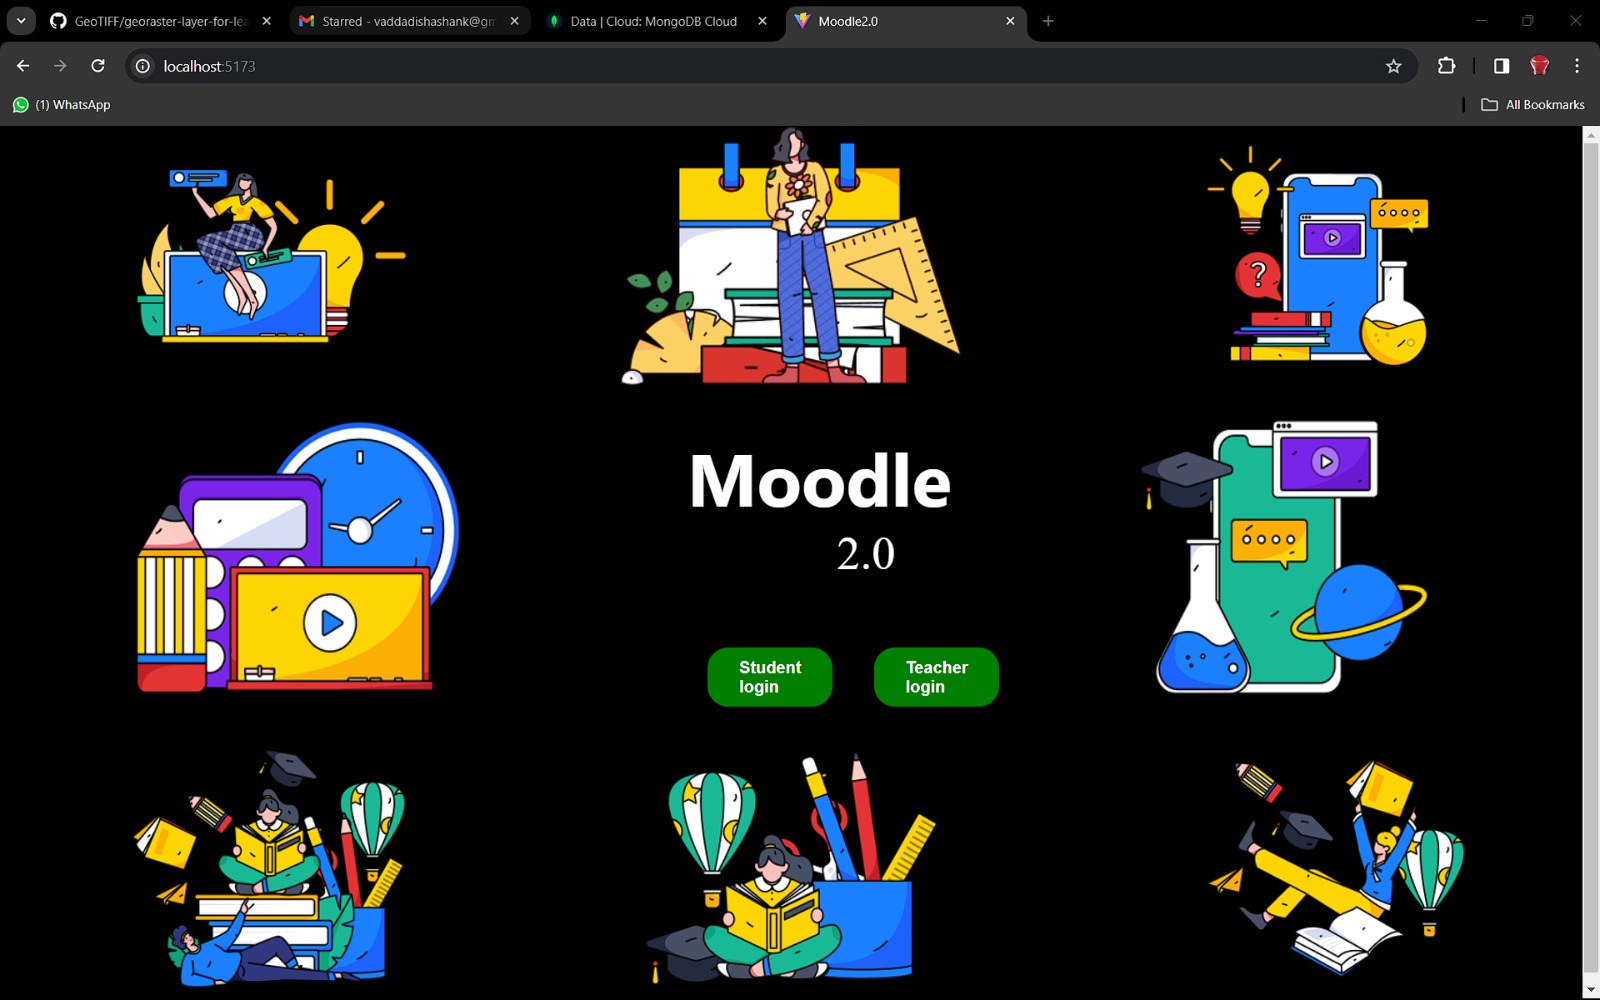 GeoTIFF/georaster-layer-for-lea
Starred - vaddadishashank@gm
Data | Cloud: MongoDB Cloud
Moodle2.0
localhost:5173
(1) WhatsApp
All Bookmarks
?
Moodle
2.0
Student
login
Teacher
login